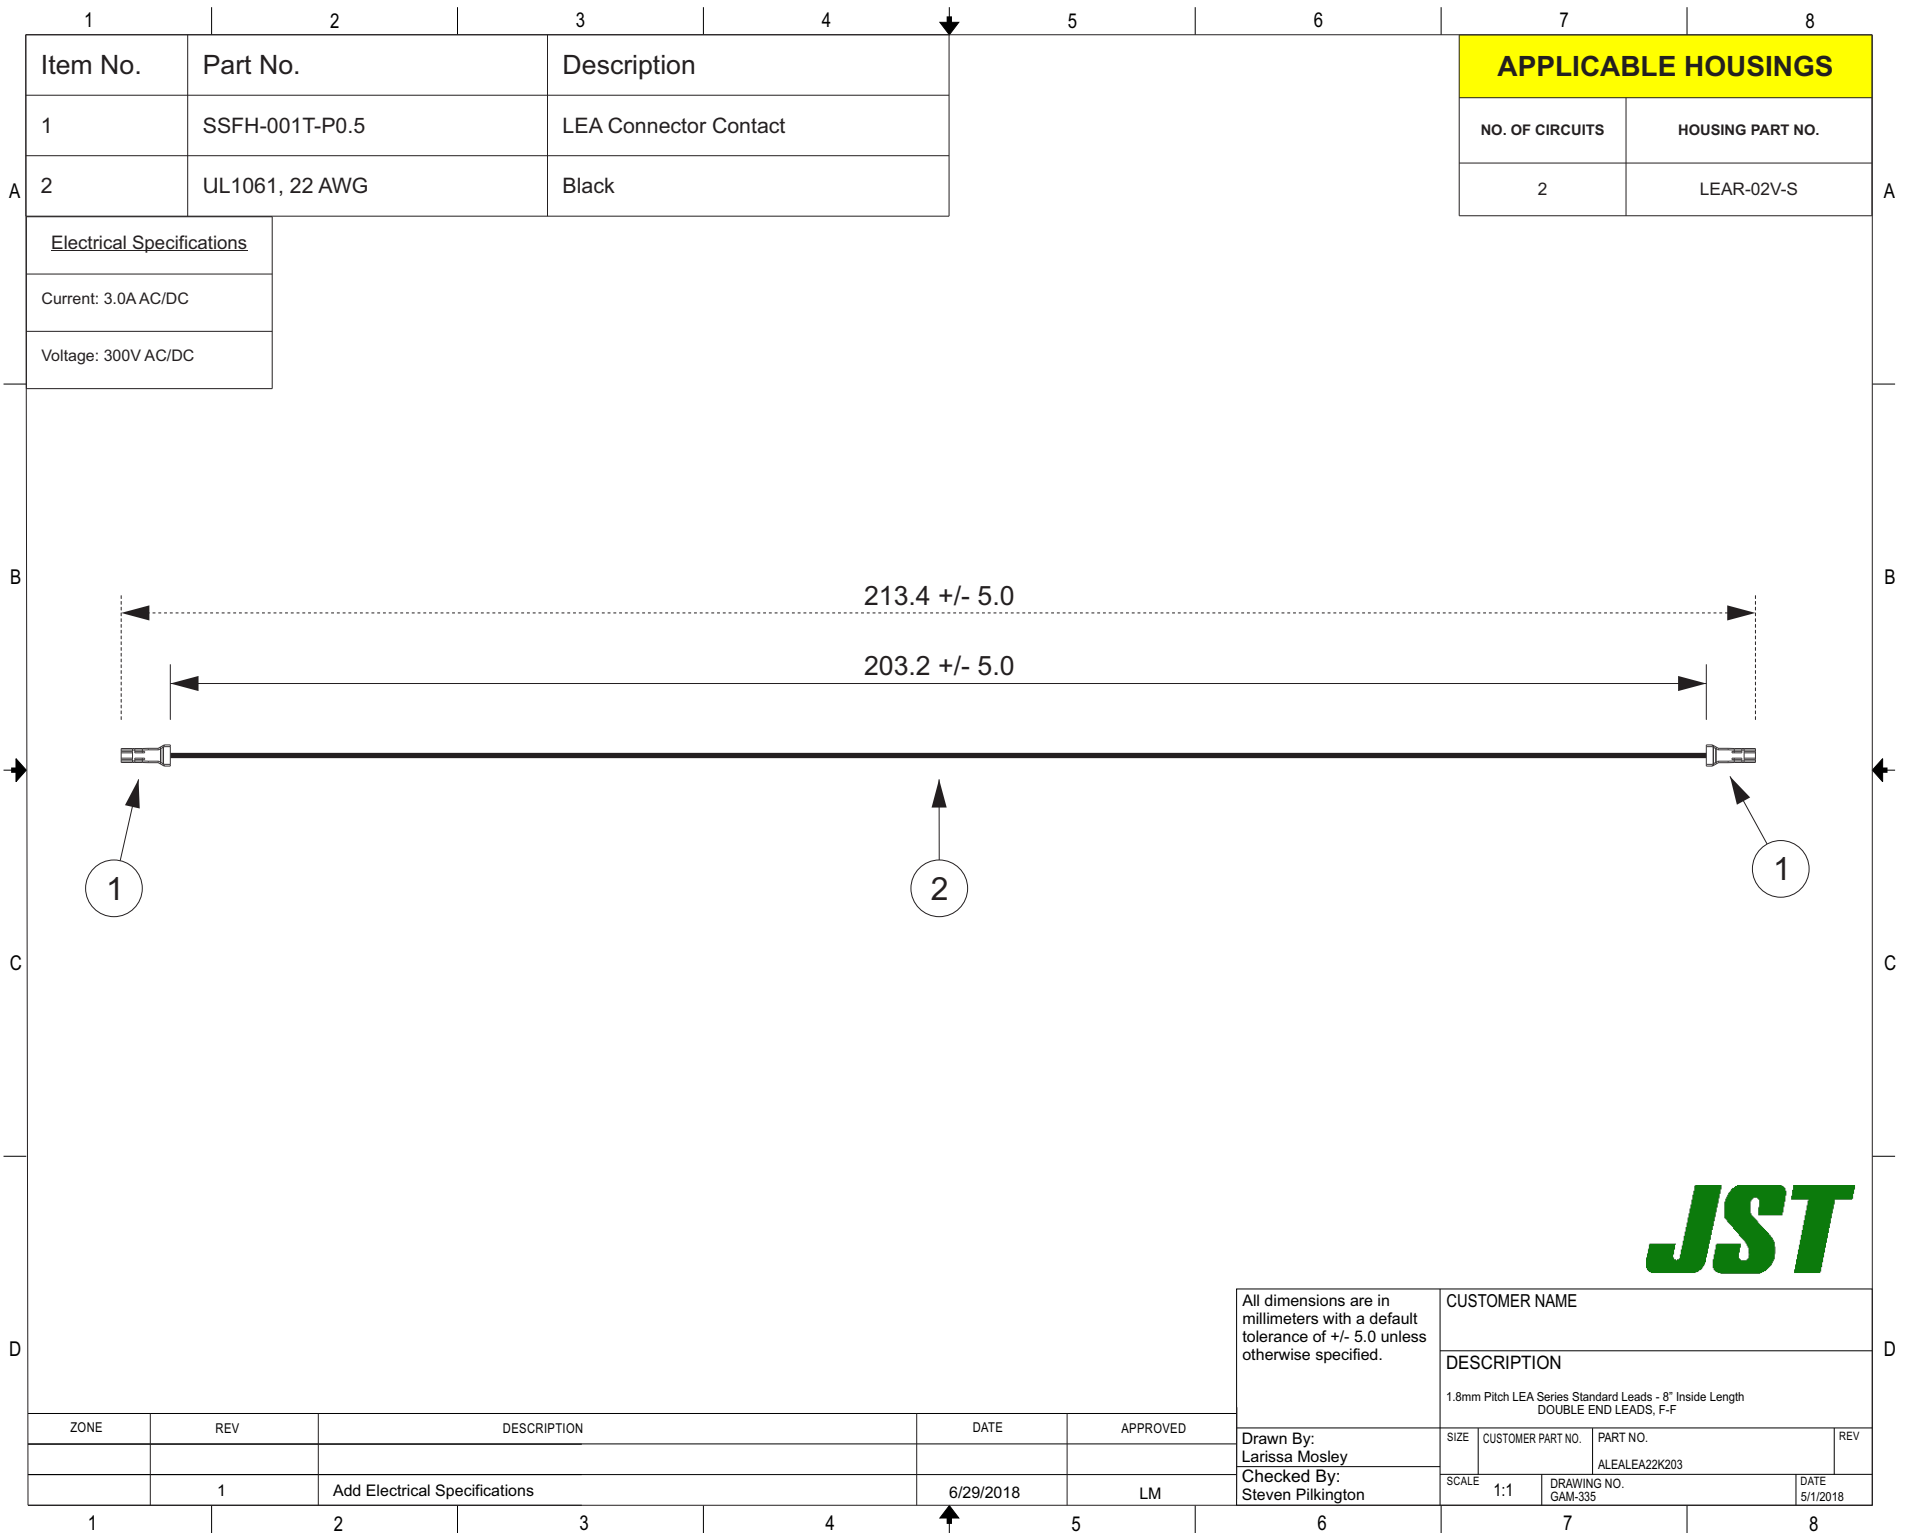 1 2 3 4 5 6 7 8
Item No. Part No. Description
1 SSFH-001T-P0.5 LEA Connector Contact
2 UL1061, 22 AWG Black
APPLICABLE HOUSINGS
NO. OF CIRCUITS HOUSING PART NO.
2 LEAR-02V-S
A A
Electrical Specifications
Current: 3.0A AC/DC
Voltage: 300V AC/DC
B B
213.4 +/- 5.0
203.2 +/- 5.0
1 2 1
C C
JST
D D
All dimensions are in
millimeters with a default
tolerance of +/- 5.0 unless
otherwise specified.
CUSTOMER NAME
DESCRIPTION
1.8mm Pitch LEA Series Standard Leads - 8" Inside Length
DOUBLE END LEADS, F-F
ZONE REV DESCRIPTION DATE APPROVED
1 Add Electrical Specifications 6/29/2018 LM
Drawn By:
Larissa Mosley
Checked By:
Steven Pilkington
SIZE CUSTOMER PART NO. PART NO. REV
ALEALEA22K203
SCALE 1:1 DRAWING NO. DATE
GAM-335 5/1/2018
1 2 3 4 5 6 7 8